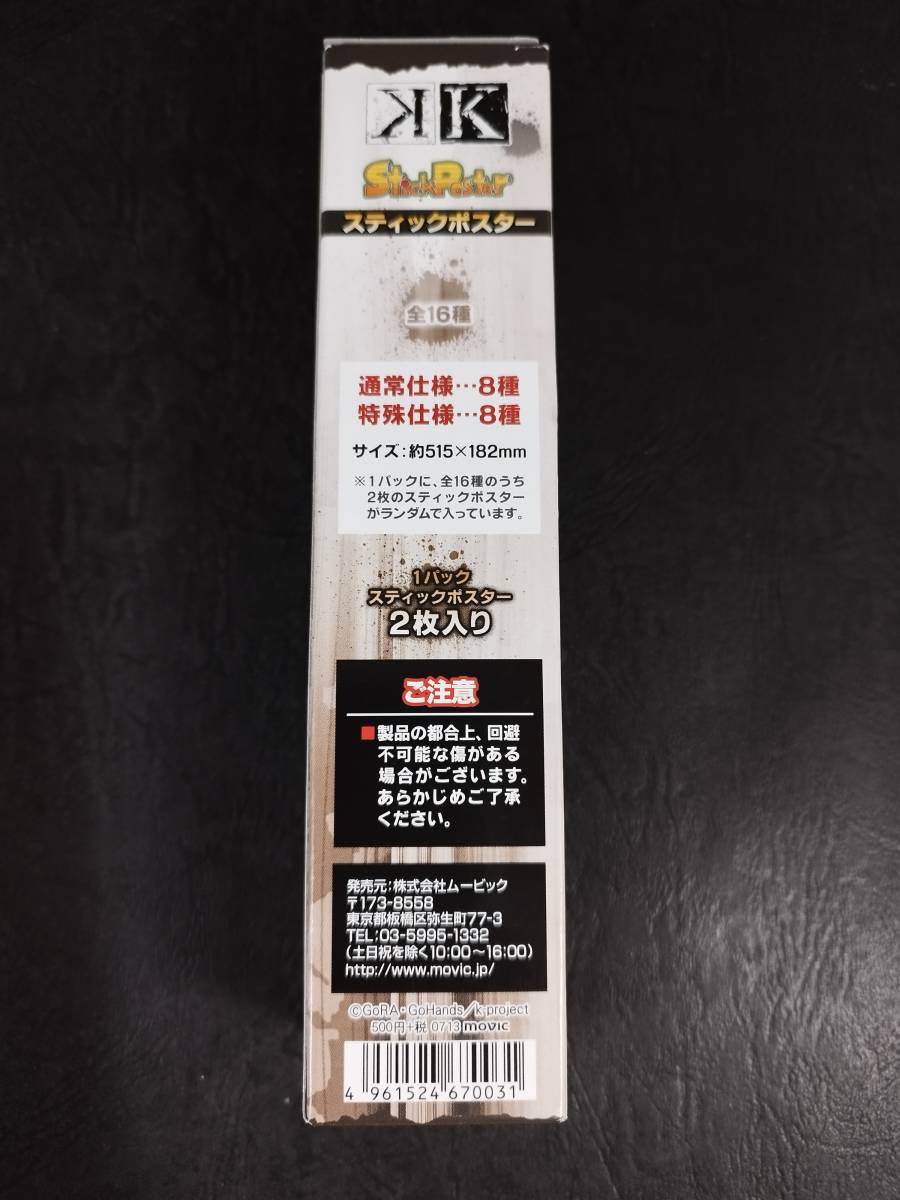 K K
StickPoster
スティックポスター
全16種
通常仕様…8種
特殊仕様…8種
サイズ:約515×182mm
※1パックに、全16種のうち
2枚のスティックポスター
がランダムで入っています。
1パック
スティックポスター
2枚入り
ご注意
■製品の都合上、回避
不可能な傷がある
場合がございます。
あらかじめご了承
ください。
発売元:株式会社ムービック
〒173-8558
東京都板橋区弥生町77-3
TEL:03-5995-1332
(土日祝を除く10:00〜16:00)
http://www.movic.jp/
©GoRA・GoHands/k-project
500円+税 0713 movic
4 961524 670031